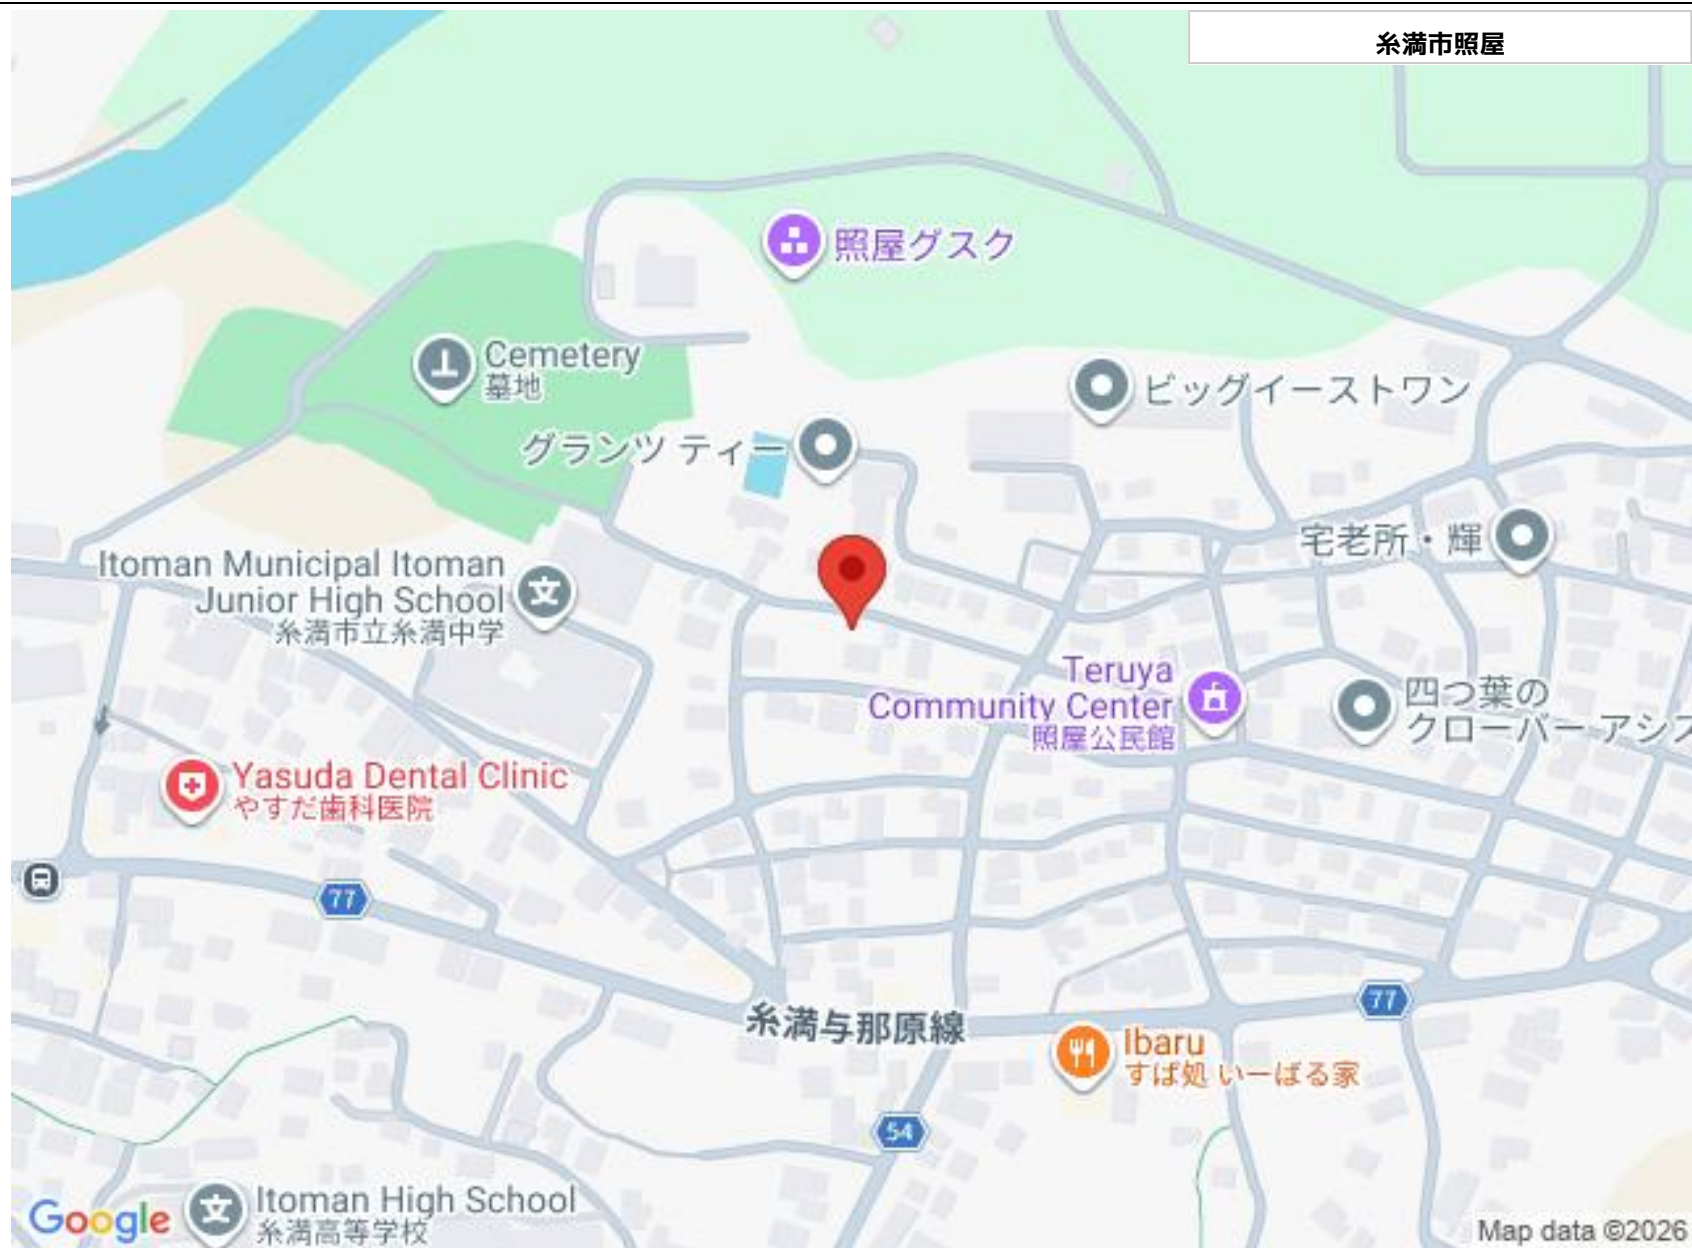 糸満市照屋
照屋グスク
Cemetery
墓地
ビッグイーストワン
グランツ ティー
宅老所・輝
Itoman Municipal Itoman
Junior High School
糸満市立糸満中学
Teruya
Community Center
照屋公民館
四つ葉の
クローバー アシス
Yasuda Dental Clinic
やすだ歯科医院
77
77
糸満与那原線
Ibaru
すば処 いーばる家
54
Itoman High School
糸満高等学校
Google
Map data ©2026